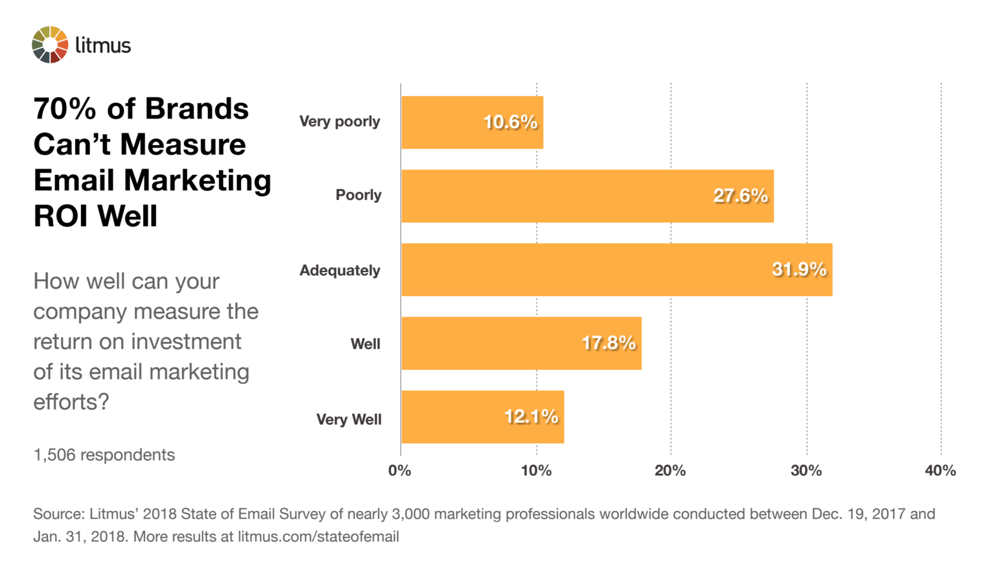 litmus
70% of Brands
Can’t Measure
Email Marketing
ROI Well
How well can your
company measure the
return on investment
of its email marketing
efforts?
1,506 respondents
Very poorly
10.6%
Poorly
27.6%
Adequately
31.9%
Well
17.8%
Very Well
12.1%
0%
10%
20%
30%
40%
Source: Litmus’ 2018 State of Email Survey of nearly 3,000 marketing professionals worldwide conducted between Dec. 19, 2017 and
Jan. 31, 2018. More results at litmus.com/stateofemail